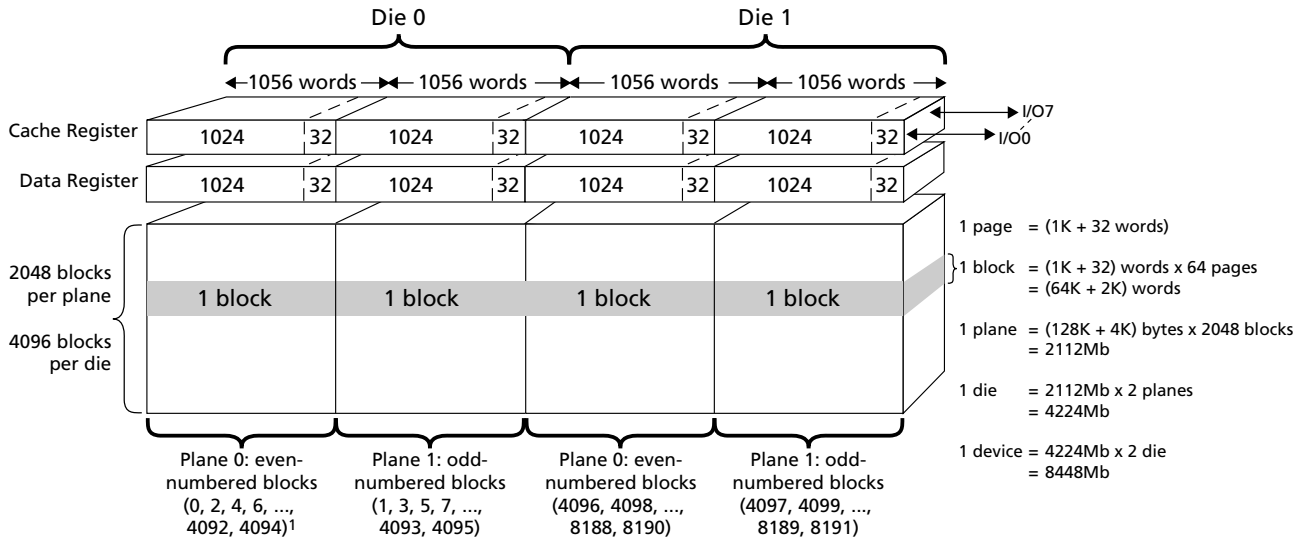 Die 0
Die 1
1056 words
1056 words
1056 words
1056 words
Cache Register
1024
32
1024
32
1024
32
1024
32
I/O7
I/O0
Data Register
1024
32
1024
32
1024
32
1024
32
2048 blocks
per plane
4096 blocks
per die
1 block
1 block
1 block
1 block
1 page = (1K + 32 words)
1 block = (1K + 32) words x 64 pages
= (64K + 2K) words
1 plane = (128K + 4K) bytes x 2048 blocks
= 2112Mb
1 die = 2112Mb x 2 planes
= 4224Mb
1 device = 4224Mb x 2 die
= 8448Mb
Plane 0: even-
numbered blocks
(0, 2, 4, 6, ...,
4092, 4094)¹
Plane 1: odd-
numbered blocks
(1, 3, 5, 7, ...,
4093, 4095)
Plane 0: even-
numbered blocks
(4096, 4098, ...,
8188, 8190)
Plane 1: odd-
numbered blocks
(4097, 4099, ...,
8189, 8191)